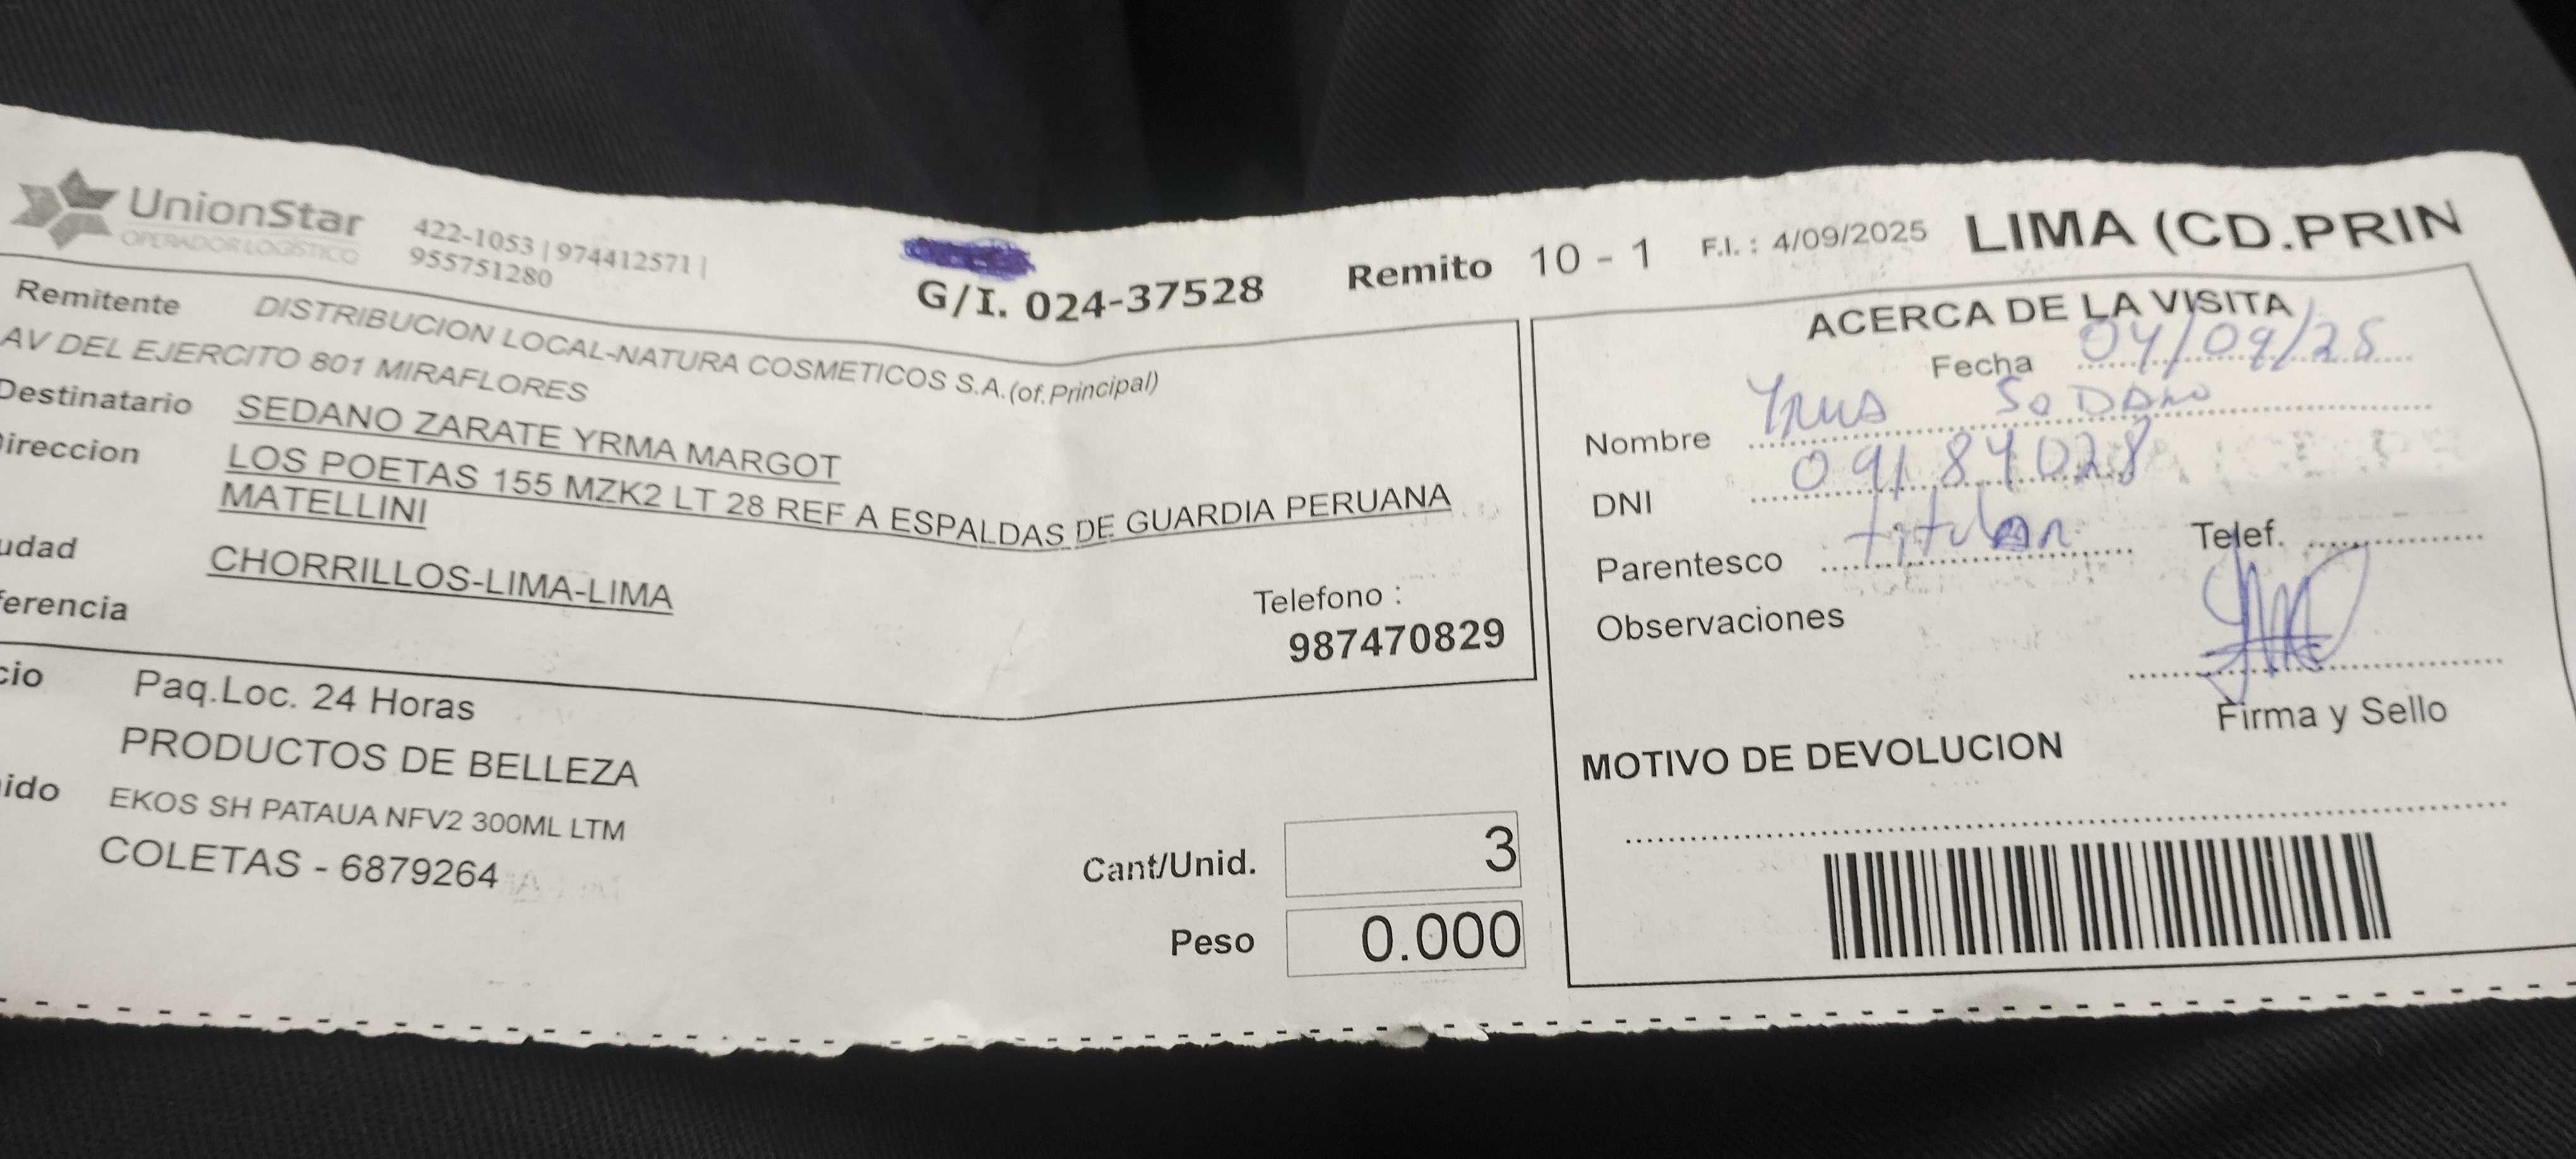 UnionStar
OPERADOR LOGÍSTICO
422-1053 | 974412571 |
955751280
G/I. 024-37528
Remito 10 - 1
F.I. : 4/09/2025
LIMA (CD.PRIN
Remitente DISTRIBUCION LOCAL-NATURA COSMETICOS S.A.(of.Principal)
AV DEL EJERCITO 801 MIRAFLORES
Destinatario SEDANO ZARATE YRMA MARGOT
Direccion LOS POETAS 155 MZK2 LT 28 REF A ESPALDAS DE GUARDIA PERUANA
MATELLINI
udad CHORRILLOS-LIMA-LIMA
ferencia
Telefono :
987470829
cio Paq.Loc. 24 Horas
PRODUCTOS DE BELLEZA
ido EKOS SH PATAUA NFV2 300ML LTM
COLETAS - 6879264
Cant/Unid. 3
Peso 0.000
ACERCA DE LA VISITA
Fecha 04/09/25
Nombre
DNI 09184028
Parentesco titular
Telef.
Observaciones
Firma y Sello
MOTIVO DE DEVOLUCION